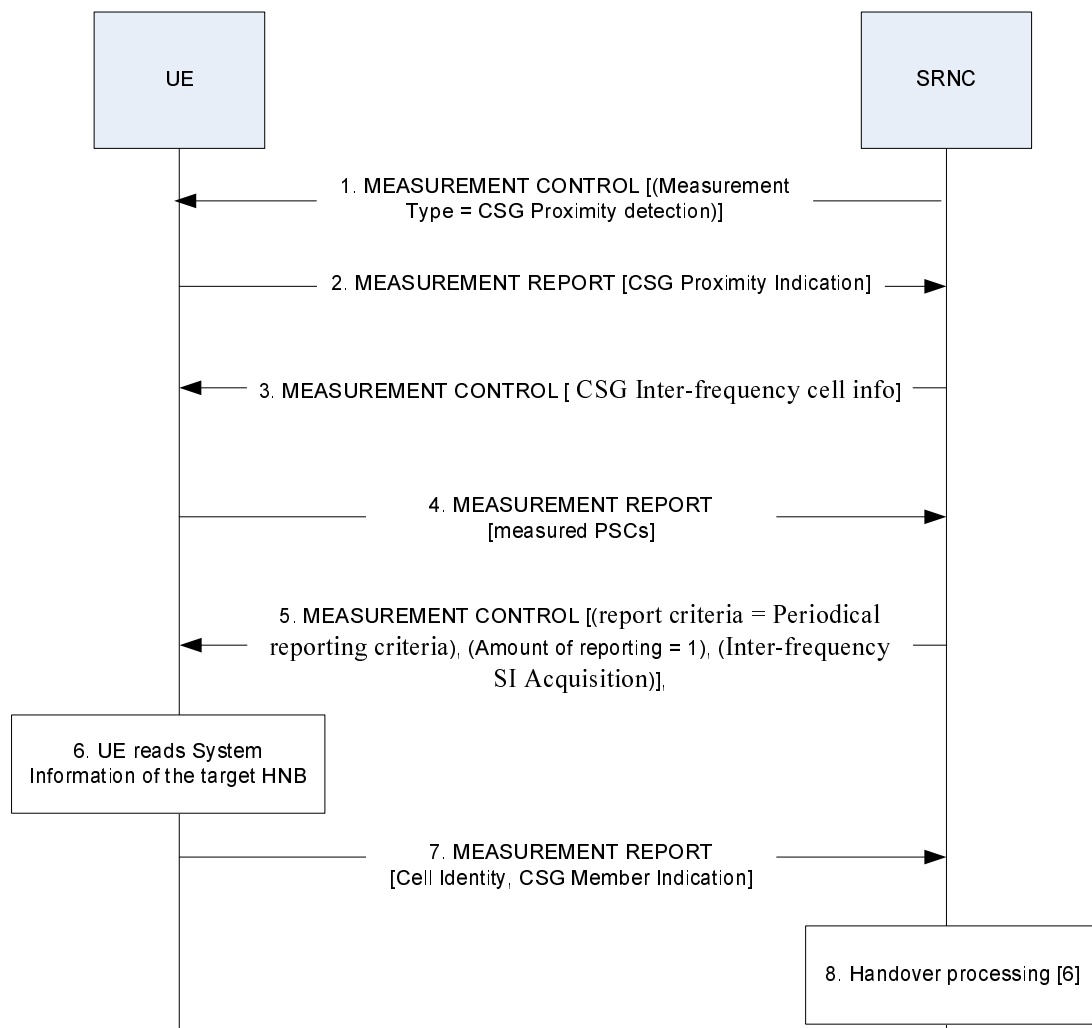 UE
SRNC
1. MEASUREMENT CONTROL [(Measurement
Type = CSG Proximity detection)]
2. MEASUREMENT REPORT [CSG Proximity Indication]
3. MEASUREMENT CONTROL [ CSG Inter-frequency cell info]
4. MEASUREMENT REPORT
[measured PSCs]
5. MEASUREMENT CONTROL [(report criteria = Periodical
reporting criteria), (Amount of reporting = 1), (Inter-frequency
SI Acquisition)],
6. UE reads System
Information of the target HNB
7. MEASUREMENT REPORT
[Cell Identity, CSG Member Indication]
8. Handover processing [6]